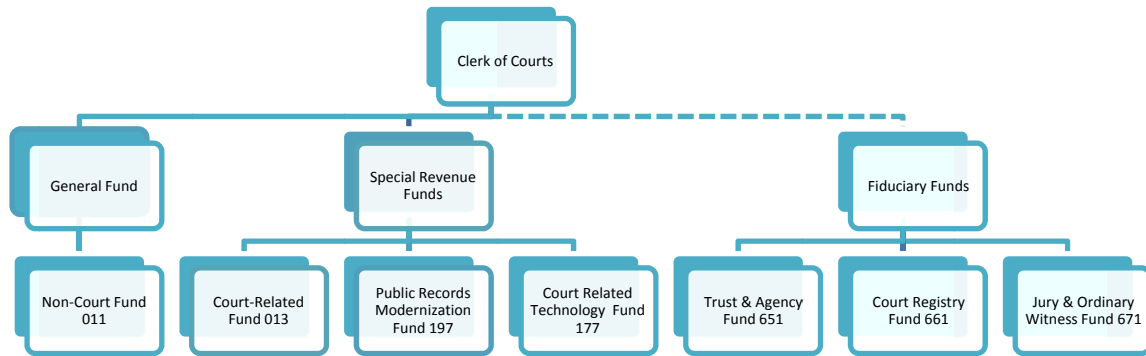 Clerk of Courts
General Fund
Special Revenue
Funds
Fiduciary Funds
Non-Court Fund
011
Court-Related
Fund 013
Public Records
Modernization
Fund 197
Court Related
Technology Fund
177
Trust & Agency
Fund 651
Court Registry
Fund 661
Jury & Ordinary
Witness Fund 671